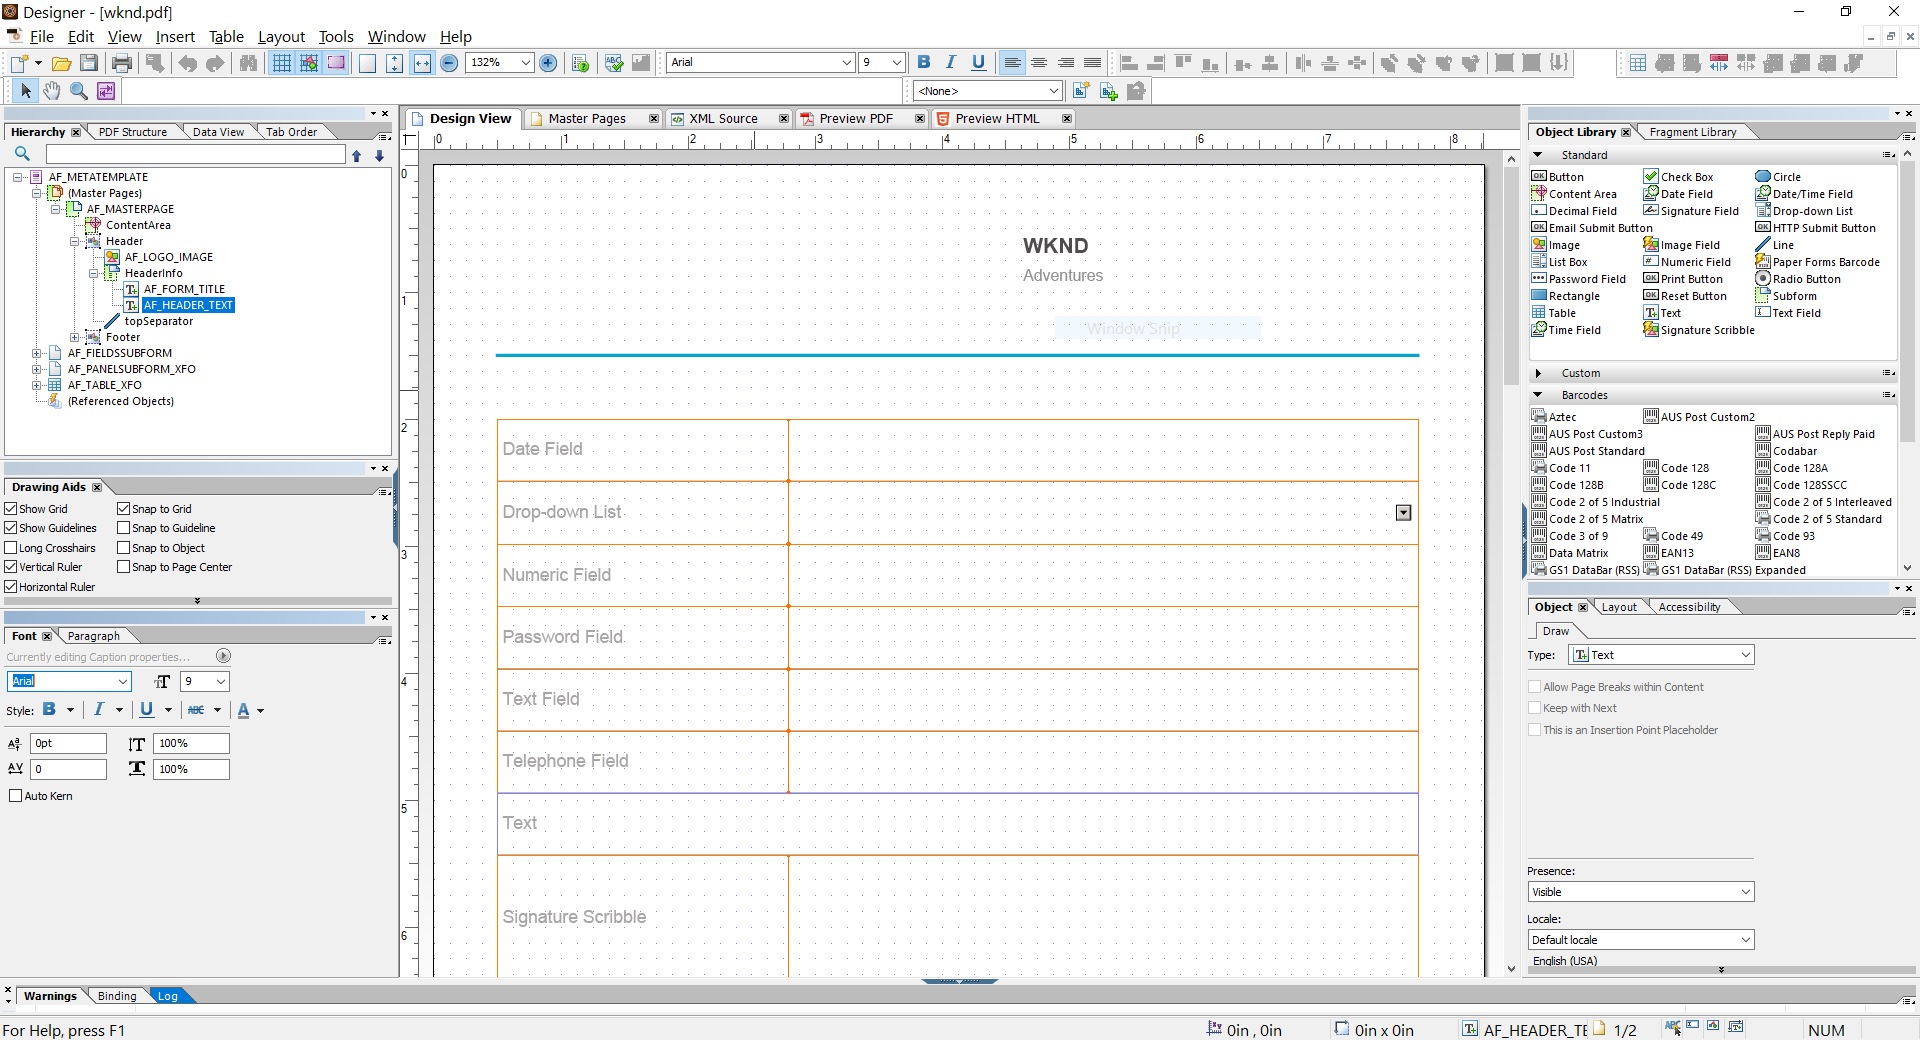 Designer - [wknd.pdf]
File Edit View Insert Table Layout Tools Window Help
132% Arial 9 B I U
<None>
Hierarchy PDF Structure Data View Tab Order
AF_METATEMPLATE
(Master Pages)
AF_MASTERPAGE
ContentArea
Header
AF_LOGO_IMAGE
HeaderInfo
AF_FORM_TITLE
AF_HEADER_TEXT
topSeparator
Footer
AF_FIELDSSUBFORM
AF_PANELSUBFORM_XFO
AF_TABLE_XFO
(Referenced Objects)
Drawing Aids
Show Grid Snap to Grid
Show Guidelines Snap to Guideline
Long Crosshairs Snap to Object
Vertical Ruler Snap to Page Center
Horizontal Ruler
Font Paragraph
Currently editing Caption properties...
Arial 9
Style: B I U ABC A
0pt 100%
AV 0 100%
Auto Kern
Design View Master Pages XML Source Preview PDF Preview HTML
0 1 2 3 4 5 6 7 8
0
1
2
3
4
5
6
WKND
Adventures
Window Snip
Date Field
Drop-down List
Numeric Field
Password Field
Text Field
Telephone Field
Text
Signature Scribble
Object Library Fragment Library
Standard
Button Check Box Circle
Content Area Date Field Date/Time Field
Decimal Field Signature Field Drop-down List
Email Submit Button HTTP Submit Button
Image Image Field Line
List Box Numeric Field Paper Forms Barcode
Password Field Print Button Radio Button
Rectangle Reset Button Subform
Table Text Text Field
Time Field Signature Scribble
Custom
Barcodes
Aztec AUS Post Custom2
AUS Post Custom3 AUS Post Reply Paid
AUS Post Standard Codabar
Code 11 Code 128 Code 128A
Code 128B Code 128C Code 128SSCC
Code 2 of 5 Industrial Code 2 of 5 Interleaved
Code 2 of 5 Matrix Code 2 of 5 Standard
Code 3 of 9 Code 49 Code 93
Data Matrix EAN13 EAN8
GS1 DataBar (RSS) GS1 DataBar (RSS) Expanded
Object Layout Accessibility
Draw
Type: Text
Allow Page Breaks within Content
Keep with Next
This is an Insertion Point Placeholder
Presence:
Visible
Locale:
Default locale
English (USA)
Warnings Binding Log
For Help, press F1 0in , 0in 0in x 0in AF_HEADER_TE 1/2 NUM